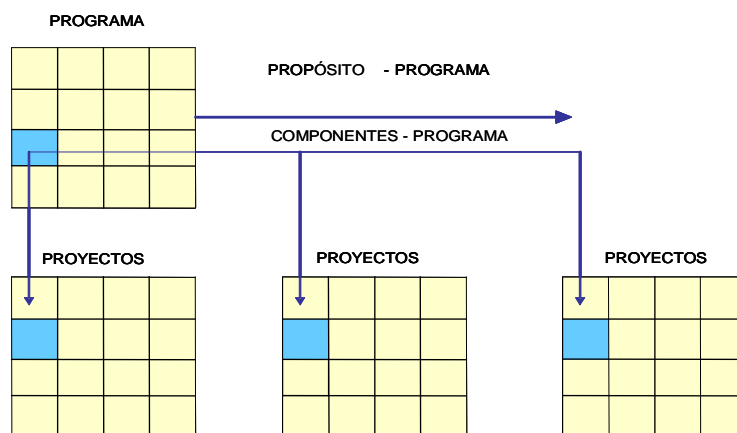 PROGRAMA
PROPÓSITO - PROGRAMA
COMPONENTES - PROGRAMA
PROYECTOS PROYECTOS PROYECTOS